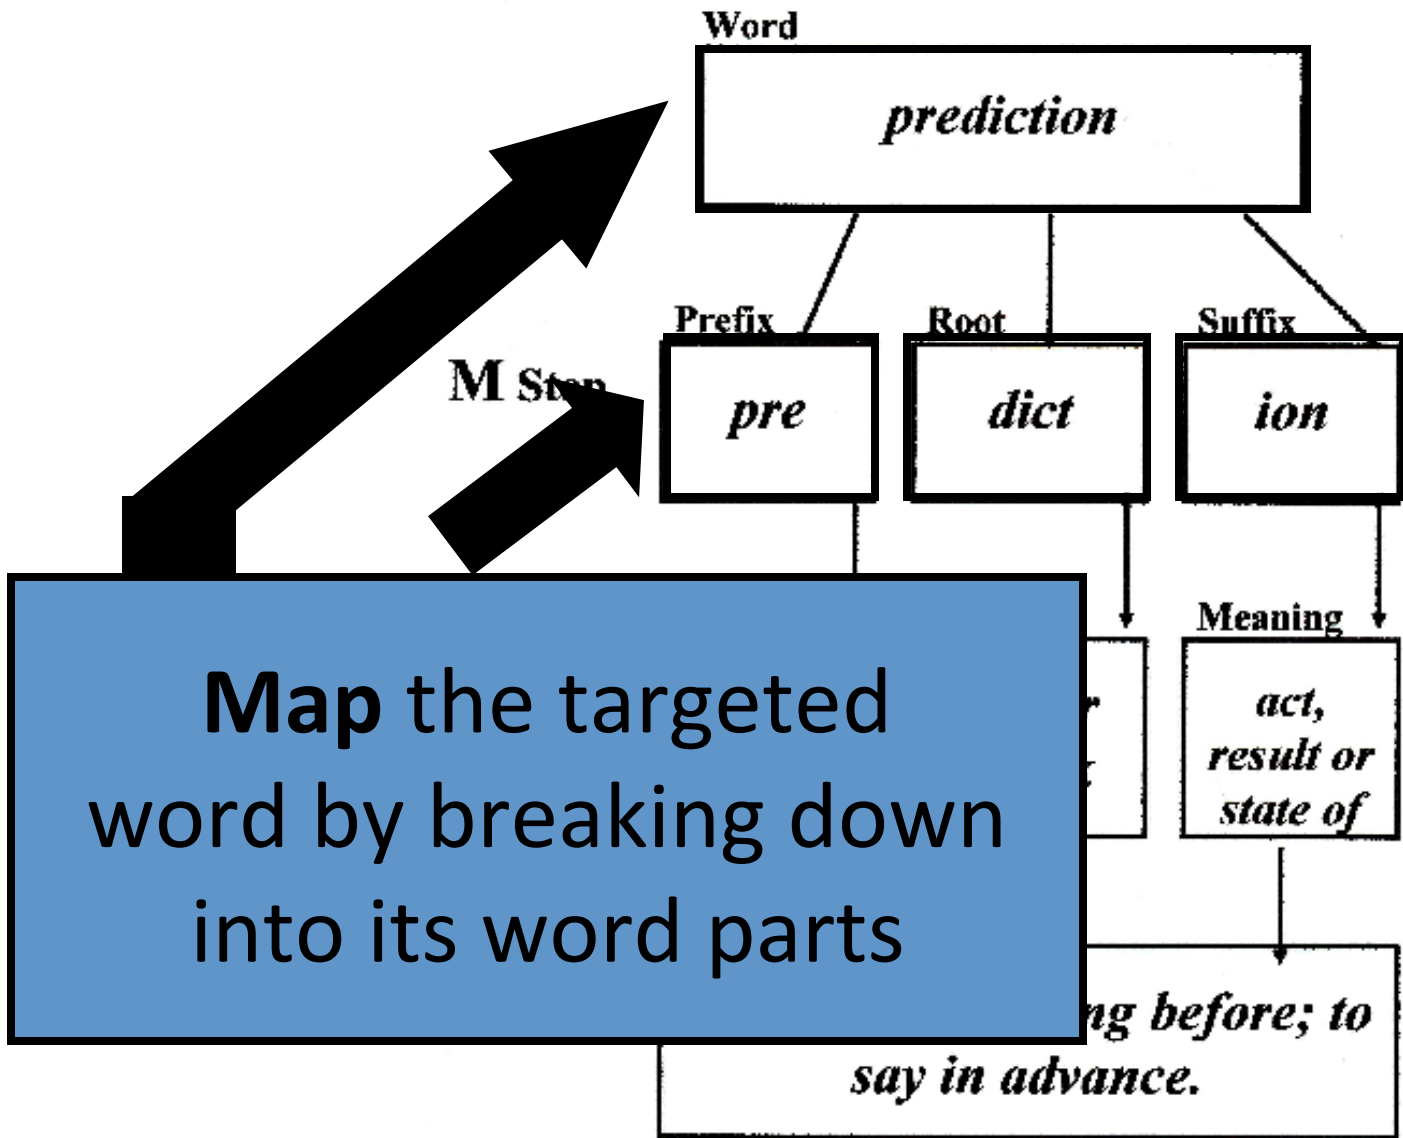 Word
prediction
Prefix Root Suffix
M Step
pre dict ion
Meaning
act,
result or
state of
Map the targeted
word by breaking down
into its word parts
before; to
say in advance.